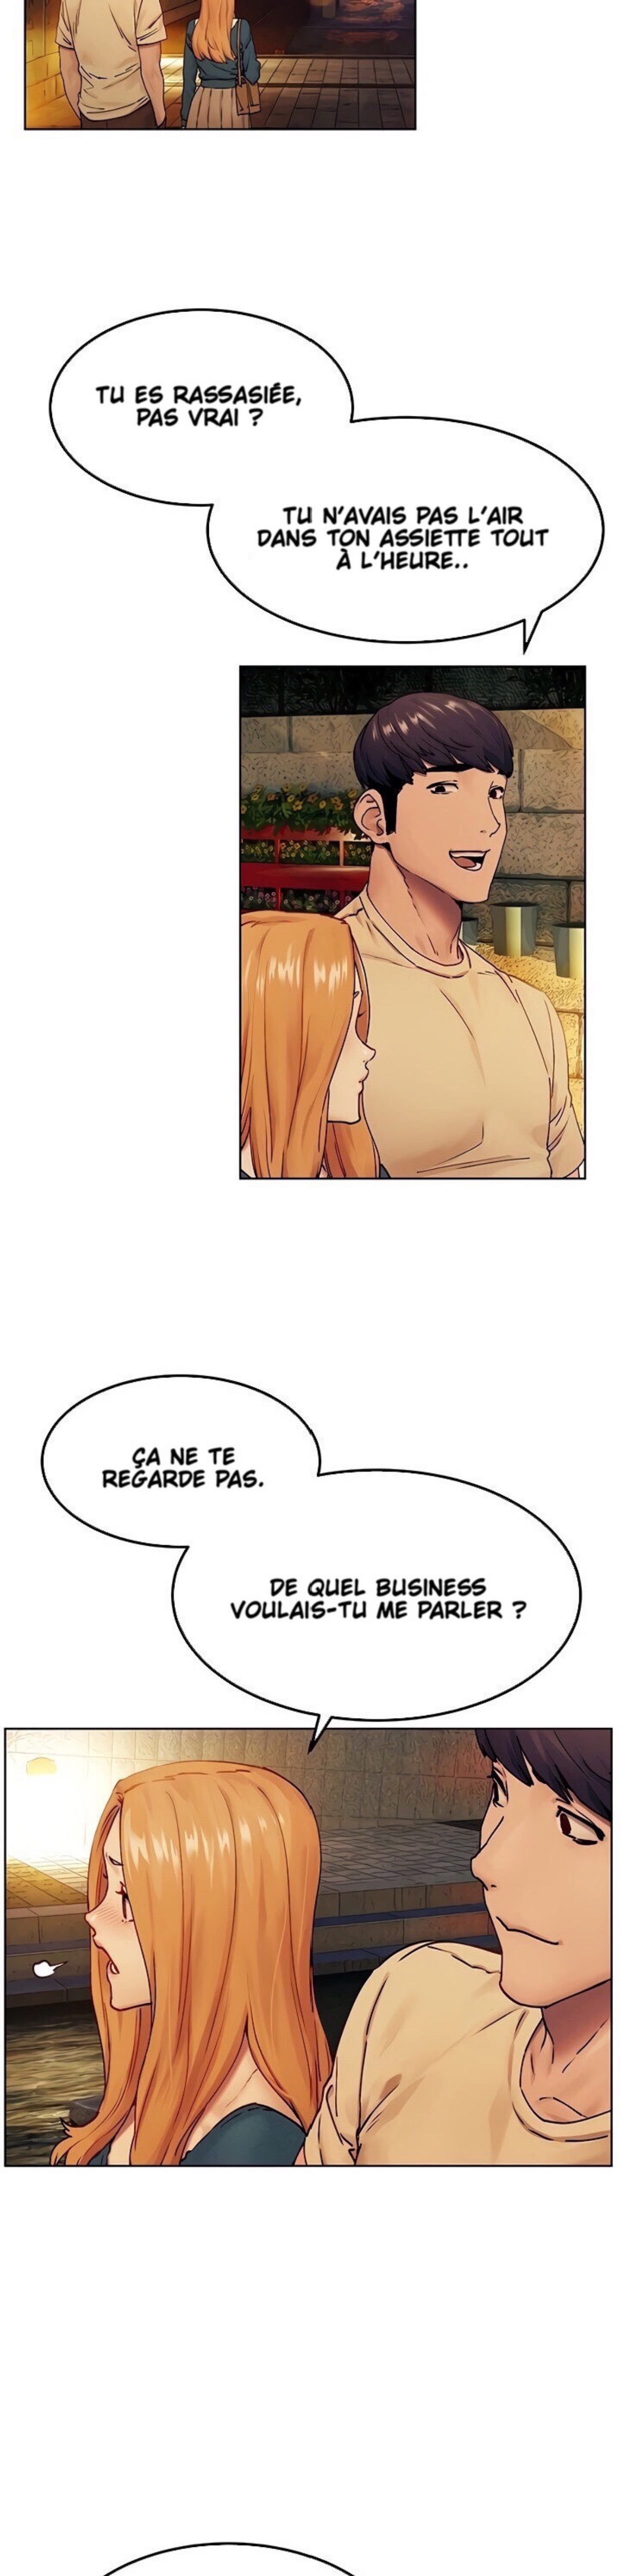 TU ES RASSASIÉE,
PAS VRAI ?
TU N'AVAIS PAS L'AIR
DANS TON ASSIETTE TOUT
À L'HEURE..
ÇA NE TE
REGARDE PAS.
DE QUEL BUSINESS
VOULAIS-TU ME PARLER ?